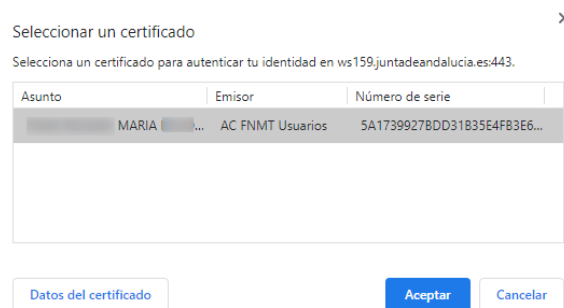 Seleccionar un certificado
Selecciona un certificado para autenticar tu identidad en ws159.juntadeandalucia.es:443.
Asunto Emisor Número de serie
MARIA ... AC FNMT Usuarios 5A1739927BDD31B35E4FB3E6...
Datos del certificado Aceptar Cancelar